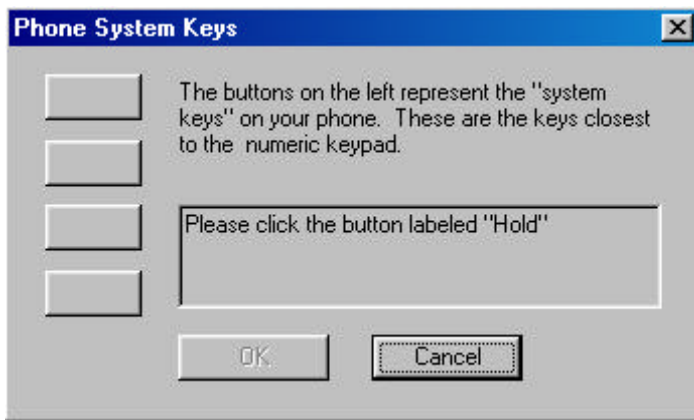 Phone System Keys
The buttons on the left represent the "system
keys" on your phone.  These are the keys closest
to the  numeric keypad.
Please click the button labeled "Hold"
OK
Cancel